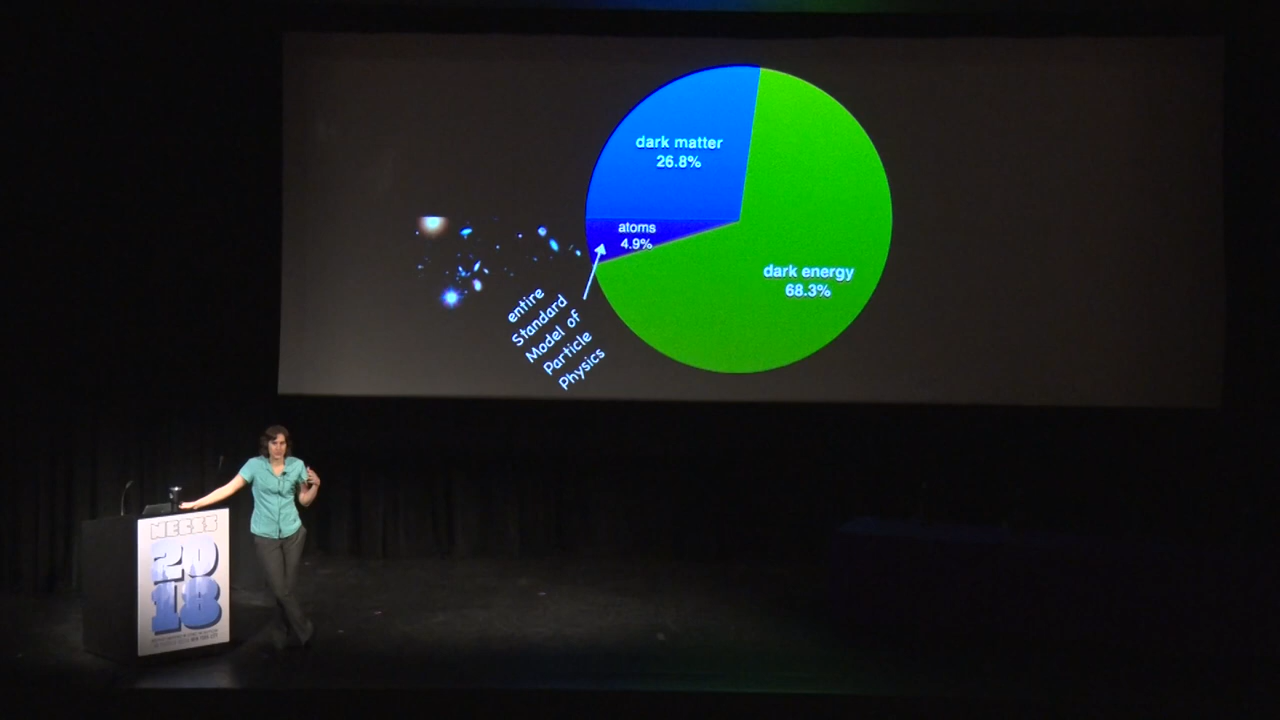 dark matter
26.8%
atoms
4.9%
dark energy
68.3%
entire
Standard
Model of
Particle
Physics
NECSS
20
18